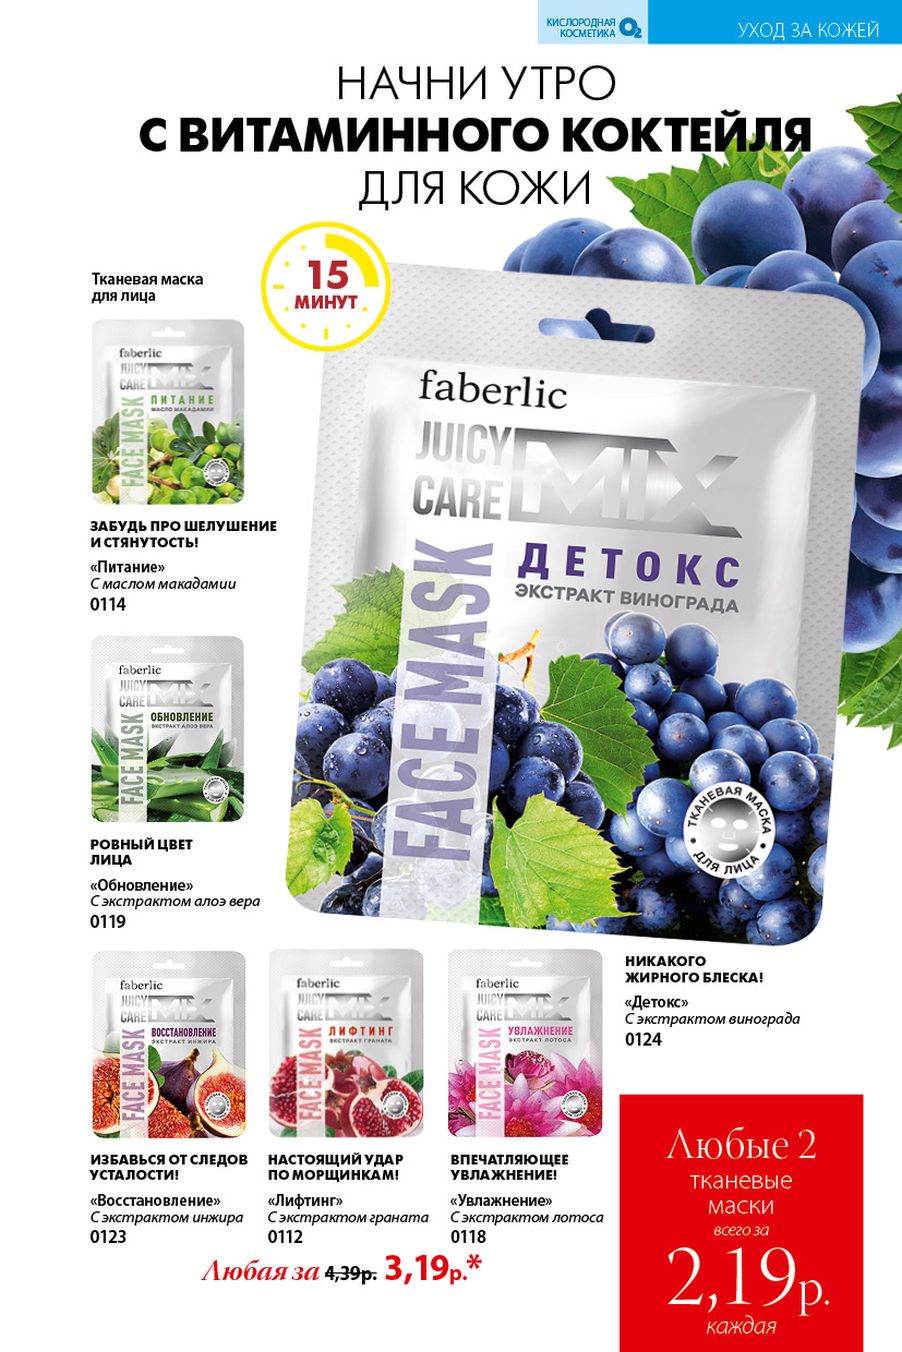 КИСЛОРОДНАЯ
КОСМЕТИКА O2
УХОД ЗА КОЖЕЙ
НАЧНИ УТРО
С ВИТАМИННОГО КОКТЕЙЛЯ
ДЛЯ КОЖИ
15
МИНУТ
Тканевая маска
для лица
faberlic
JUICY
CARE
MIX
ПИТАНИЕ
МАСЛО МАКАДАМИИ
FACE MASK
ЗАБУДЬ ПРО ШЕЛУШЕНИЕ
И СТЯНУТОСТЬ!
«Питание»
С маслом макадамии
0114
faberlic
JUICY
CARE
MIX
ДЕТОКС
ЭКСТРАКТ ВИНОГРАДА
FACE MASK
ТКАНЕВАЯ МАСКА
ДЛЯ ЛИЦА
faberlic
JUICY
CARE
MIX
ОБНОВЛЕНИЕ
ЭКСТРАКТ АЛОЭ ВЕРА
FACE MASK
РОВНЫЙ ЦВЕТ
ЛИЦА
«Обновление»
С экстрактом алоэ вера
0119
НИКАКОГО
ЖИРНОГО БЛЕСКА!
«Детокс»
С экстрактом винограда
0124
faberlic
JUICY
CARE
MIX
ВОССТАНОВЛЕНИЕ
ЭКСТРАКТ ИНЖИРА
FACE MASK
ИЗБАВЬСЯ ОТ СЛЕДОВ
УСТАЛОСТИ!
«Восстановление»
С экстрактом инжира
0123
faberlic
JUICY
CARE
MIX
ЛИФТИНГ
ЭКСТРАКТ ГРАНАТА
FACE MASK
НАСТОЯЩИЙ УДАР
ПО МОРЩИНКАМ!
«Лифтинг»
С экстрактом граната
0112
faberlic
JUICY
CARE
MIX
УВЛАЖНЕНИЕ
ЭКСТРАКТ ЛОТОСА
FACE MASK
ВПЕЧАТЛЯЮЩЕЕ
УВЛАЖНЕНИЕ!
«Увлажнение»
С экстрактом лотоса
0118
Любая за 4,39р. 3,19р.*
Любые 2
тканевые
маски
всего за
2,19р.
каждая